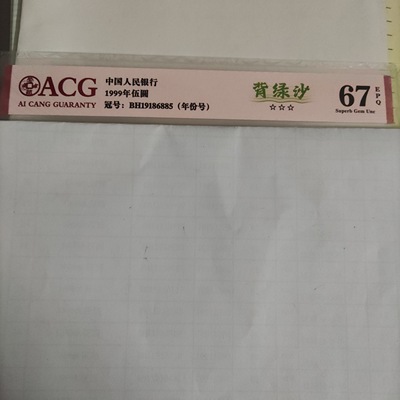 ACG
AI CANG GUARANTY
中国人民银行
1999年伍圆
冠号：BH19186885（年份号）
背绿沙
☆☆☆
67
EPQ
Superb Gem Unc